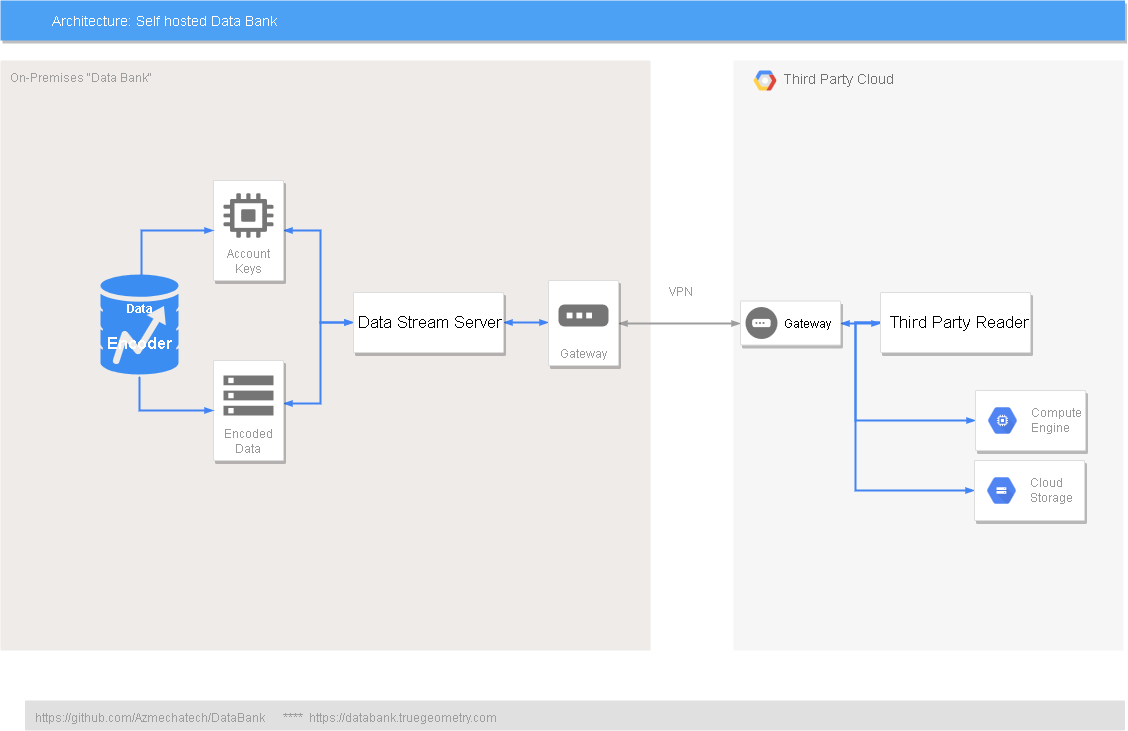 Architecture: Self hosted Data Bank
On-Premises "Data Bank"
Third Party Cloud
Account
Keys
Data
Encoder
Encoded
Data
Data Stream Server
Gateway
VPN
Gateway
Third Party Reader
Compute
Engine
Cloud
Storage
https://github.com/Azmechatech/DataBank **** https://databank.truegeometry.com